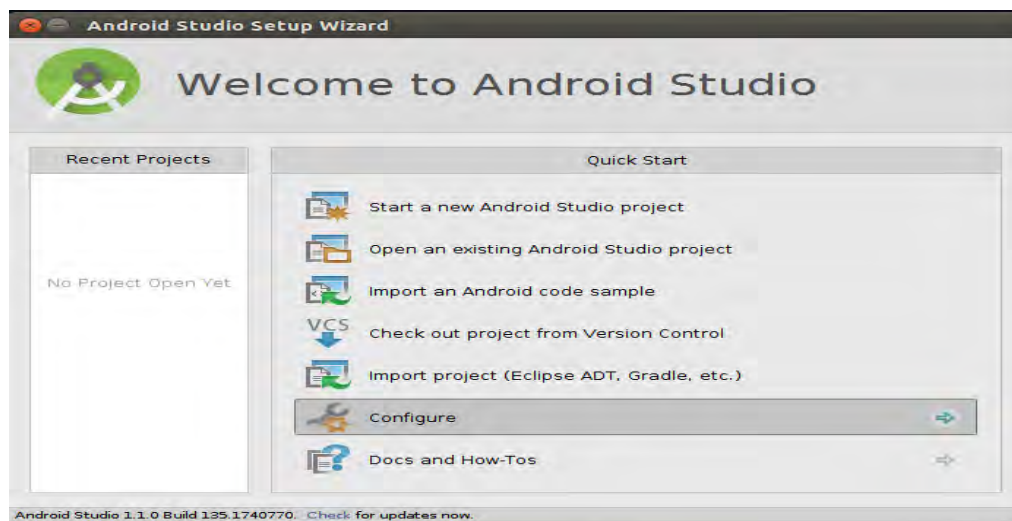 Android Studio Setup Wizard
Welcome to Android Studio
Recent Projects
No Project Open Yet
Quick Start
Start a new Android Studio project
Open an existing Android Studio project
Import an Android code sample
VCS
Check out project from Version Control
Import project (Eclipse ADT, Gradle, etc.)
Configure
Docs and How-Tos
Android Studio 1.1.0 Build 135.1740770. Check for updates now.